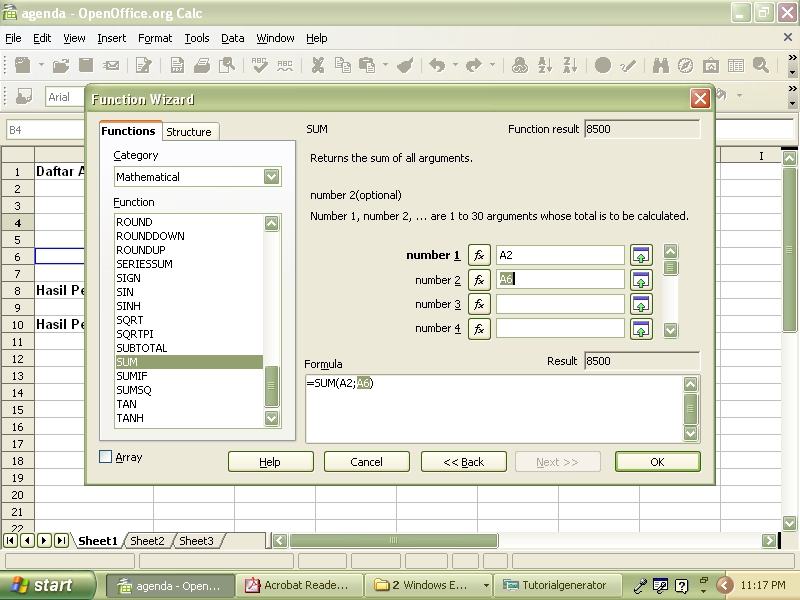 agenda - OpenOffice.org Calc
File Edit View Insert Format Tools Data Window Help
Arial
B4
I
1 Daftar A
2
3
4
5
6
7
8 Hasil Pe
9
10 Hasil Pe
11
12
13
14
15
16
17
18
19
20
21
22
Function Wizard
Functions Structure
Category
Mathematical
Function
ROUND
ROUNDDOWN
ROUNDUP
SERIESSUM
SIGN
SIN
SINH
SQRT
SQRTPI
SUBTOTAL
SUM
SUMIF
SUMSQ
TAN
TANH
Array
SUM
Function result 8500
Returns the sum of all arguments.
number 2(optional)
Number 1, number 2, ... are 1 to 30 arguments whose total is to be calculated.
number 1 fx A2
number 2 fx A6
number 3 fx
number 4 fx
Formula Result 8500
=SUM(A2;A6)
Help Cancel << Back Next >> OK
Sheet1 Sheet2 Sheet3
start agenda - Open... Acrobat Reade... 2 Windows E... Tutorialgenerator 11:17 PM